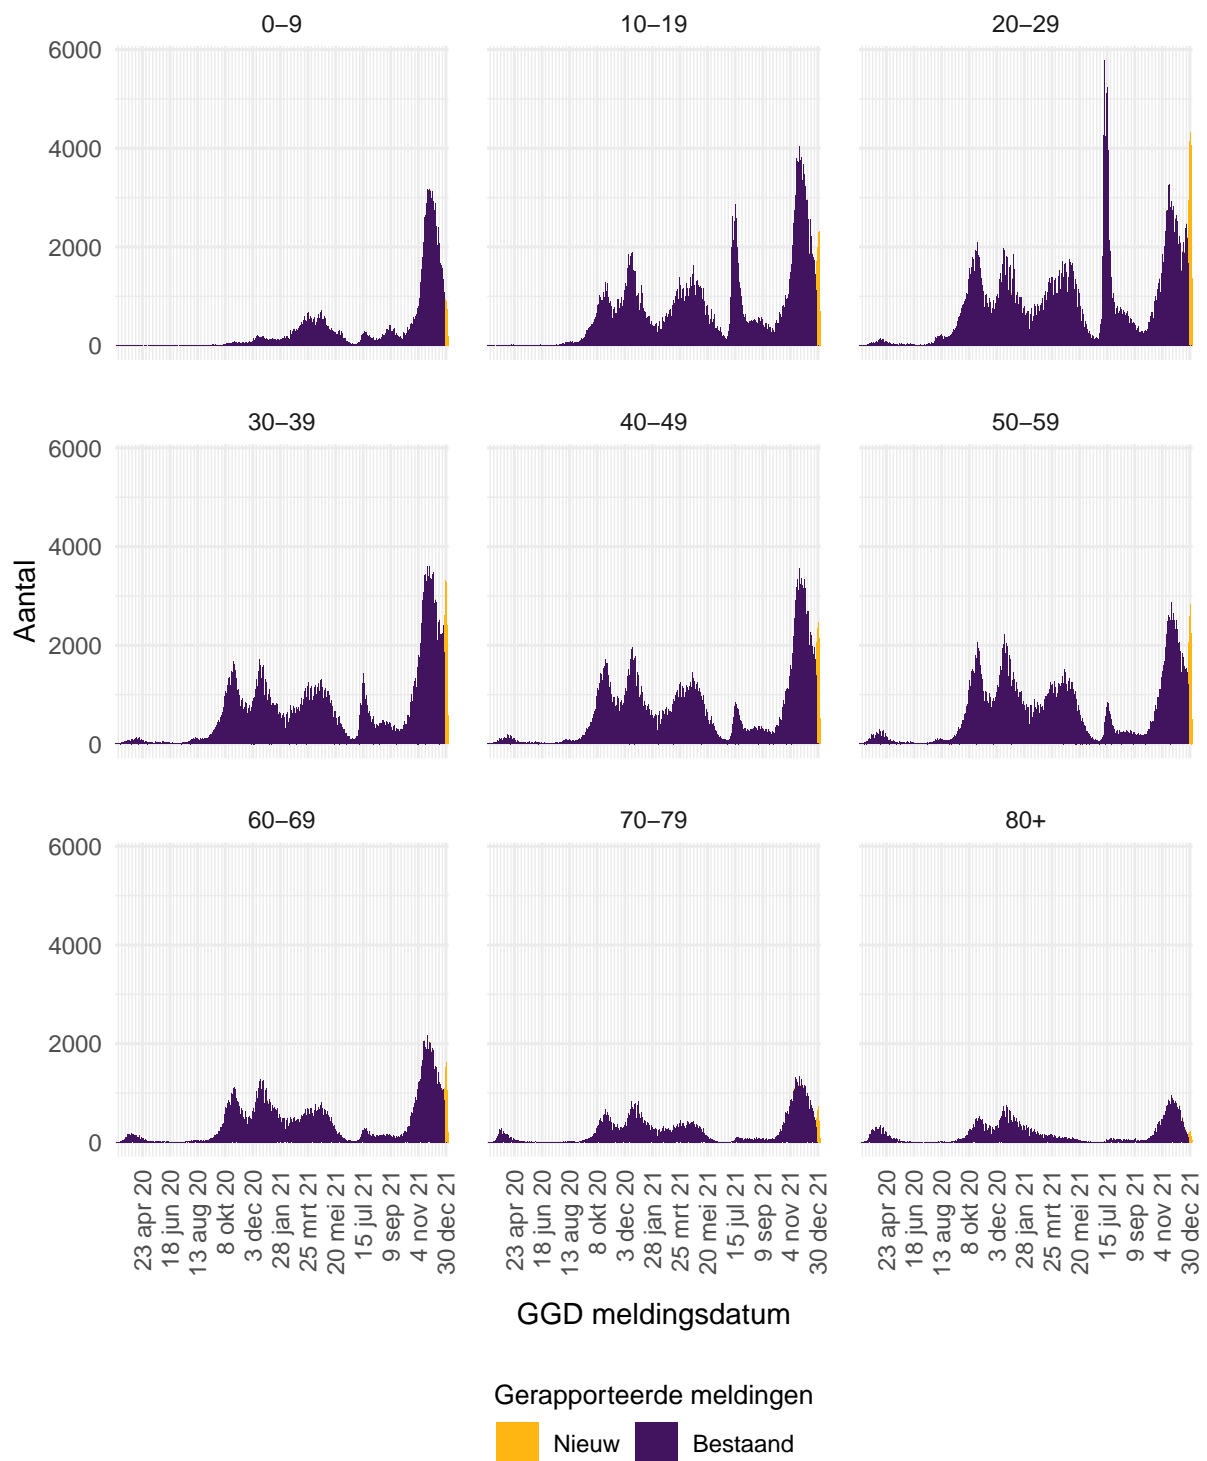 0–9 10–19 20–29
6000
4000
2000
0
30–39 40–49 50–59
6000
4000
2000
0
60–69 70–79 80+
6000
4000
2000
0
Aantal
23 apr 20
18 jun 20
13 aug 20
8 okt 20
3 dec 20
28 jan 21
25 mrt 21
20 mei 21
15 jul 21
9 sep 21
4 nov 21
30 dec 21
23 apr 20
18 jun 20
13 aug 20
8 okt 20
3 dec 20
28 jan 21
25 mrt 21
20 mei 21
15 jul 21
9 sep 21
4 nov 21
30 dec 21
23 apr 20
18 jun 20
13 aug 20
8 okt 20
3 dec 20
28 jan 21
25 mrt 21
20 mei 21
15 jul 21
9 sep 21
4 nov 21
30 dec 21
GGD meldingsdatum
Gerapporteerde meldingen
Nieuw Bestaand